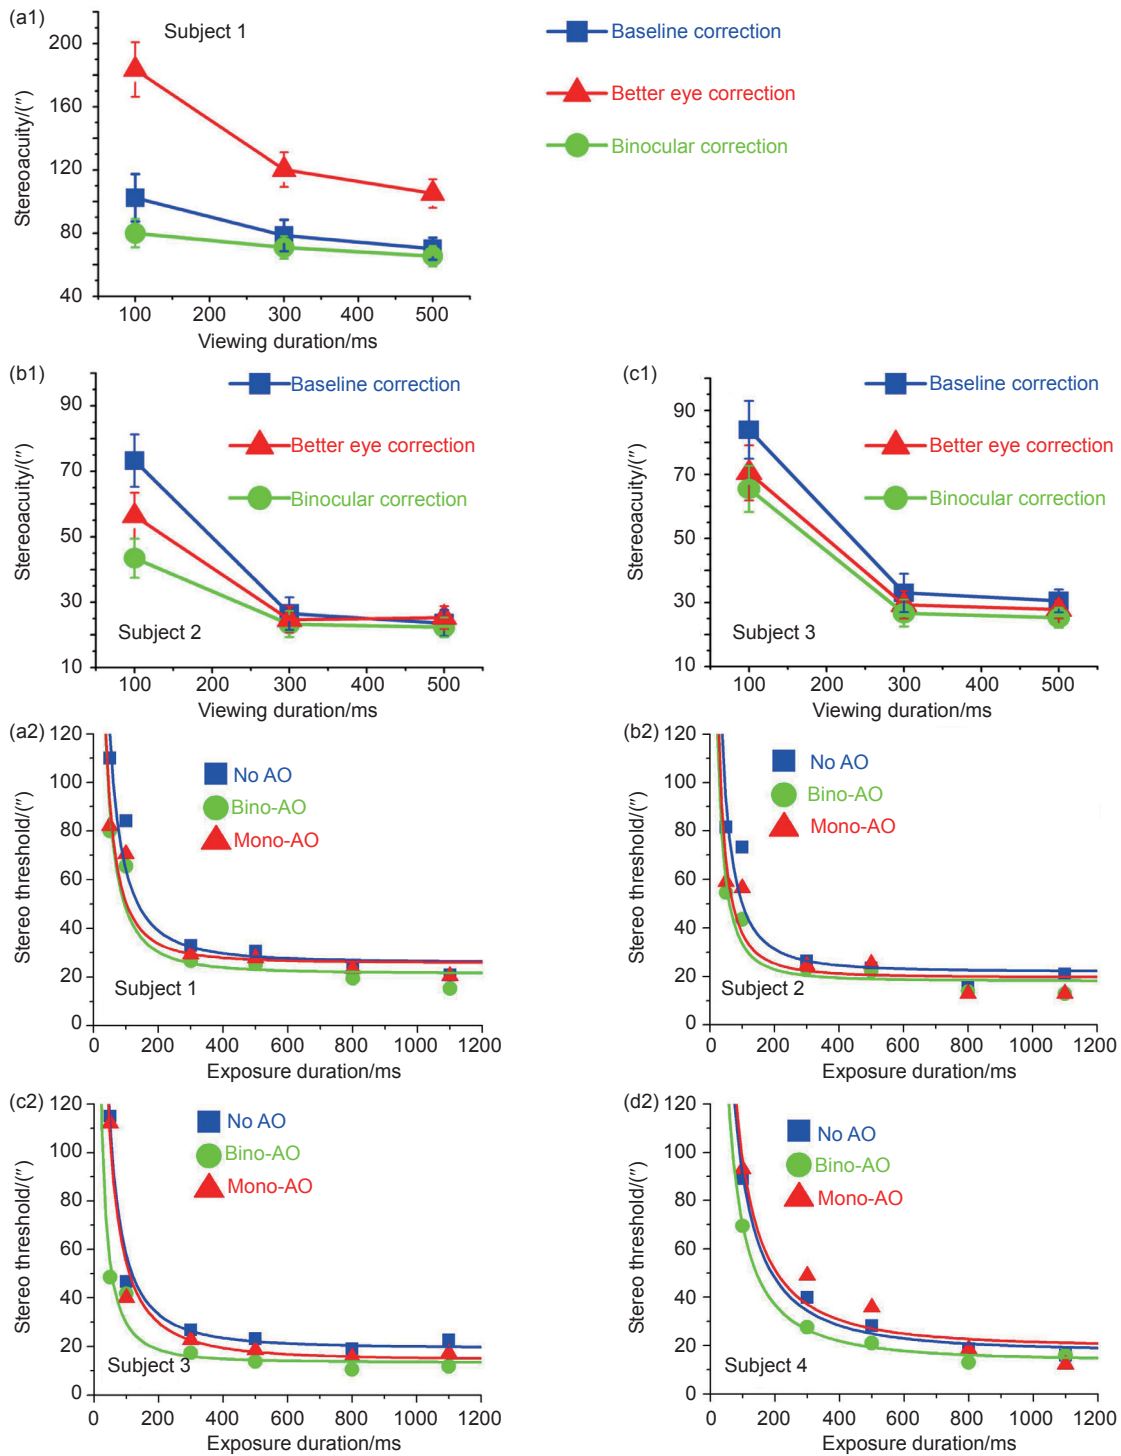 (a1)
Subject 1
Baseline correction
Better eye correction
Binocular correction
Stereoacuity/(″)
200
160
120
80
40
100 200 300 400 500
Viewing duration/ms
(b1)
Baseline correction
Better eye correction
Binocular correction
Stereoacuity/(″)
90
70
50
30
10
Subject 2
100 200 300 400 500
Viewing duration/ms
(c1)
Baseline correction
Better eye correction
Binocular correction
Stereoacuity/(″)
90
70
50
30
10
Subject 3
100 200 300 400 500
Viewing duration/ms
(a2)
No AO
Bino-AO
Mono-AO
Stereo threshold/(″)
120
100
80
60
40
20
0
Subject 1
0 200 400 600 800 1000 1200
Exposure duration/ms
(b2)
No AO
Bino-AO
Mono-AO
Stereo threshold/(″)
120
100
80
60
40
20
0
Subject 2
0 200 400 600 800 1000 1200
Exposure duration/ms
(c2)
No AO
Bino-AO
Mono-AO
Stereo threshold/(″)
120
100
80
60
40
20
0
Subject 3
0 200 400 600 800 1000 1200
Exposure duration/ms
(d2)
No AO
Bino-AO
Mono-AO
Stereo threshold/(″)
120
100
80
60
40
20
0
Subject 4
0 200 400 600 800 1000 1200
Exposure duration/ms